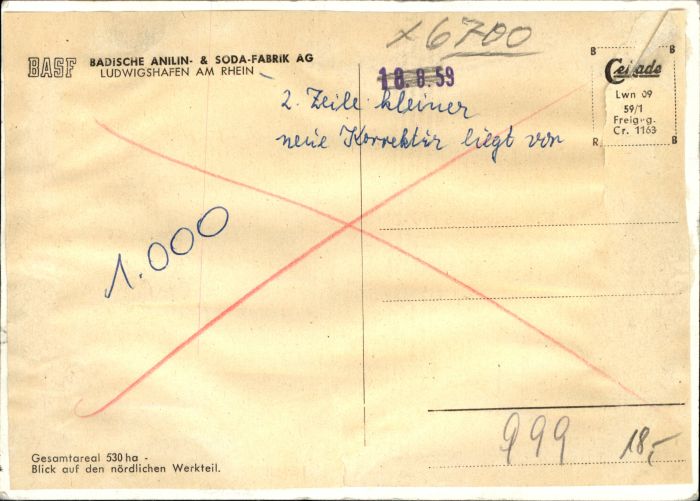 x 6700
BASF
BADISCHE ANILIN- & SODA-FABRIK AG
LUDWIGSHAFEN AM RHEIN
18. 8. 59
2. Zeile kleiner
neue Korrektur liegt vor
B B
Cekade
Lwn 09
59/1
Freig.-g.
Cr. 1163
R B
1.000
999
18,-
Gesamtareal 530 ha -
Blick auf den nördlichen Werkteil.